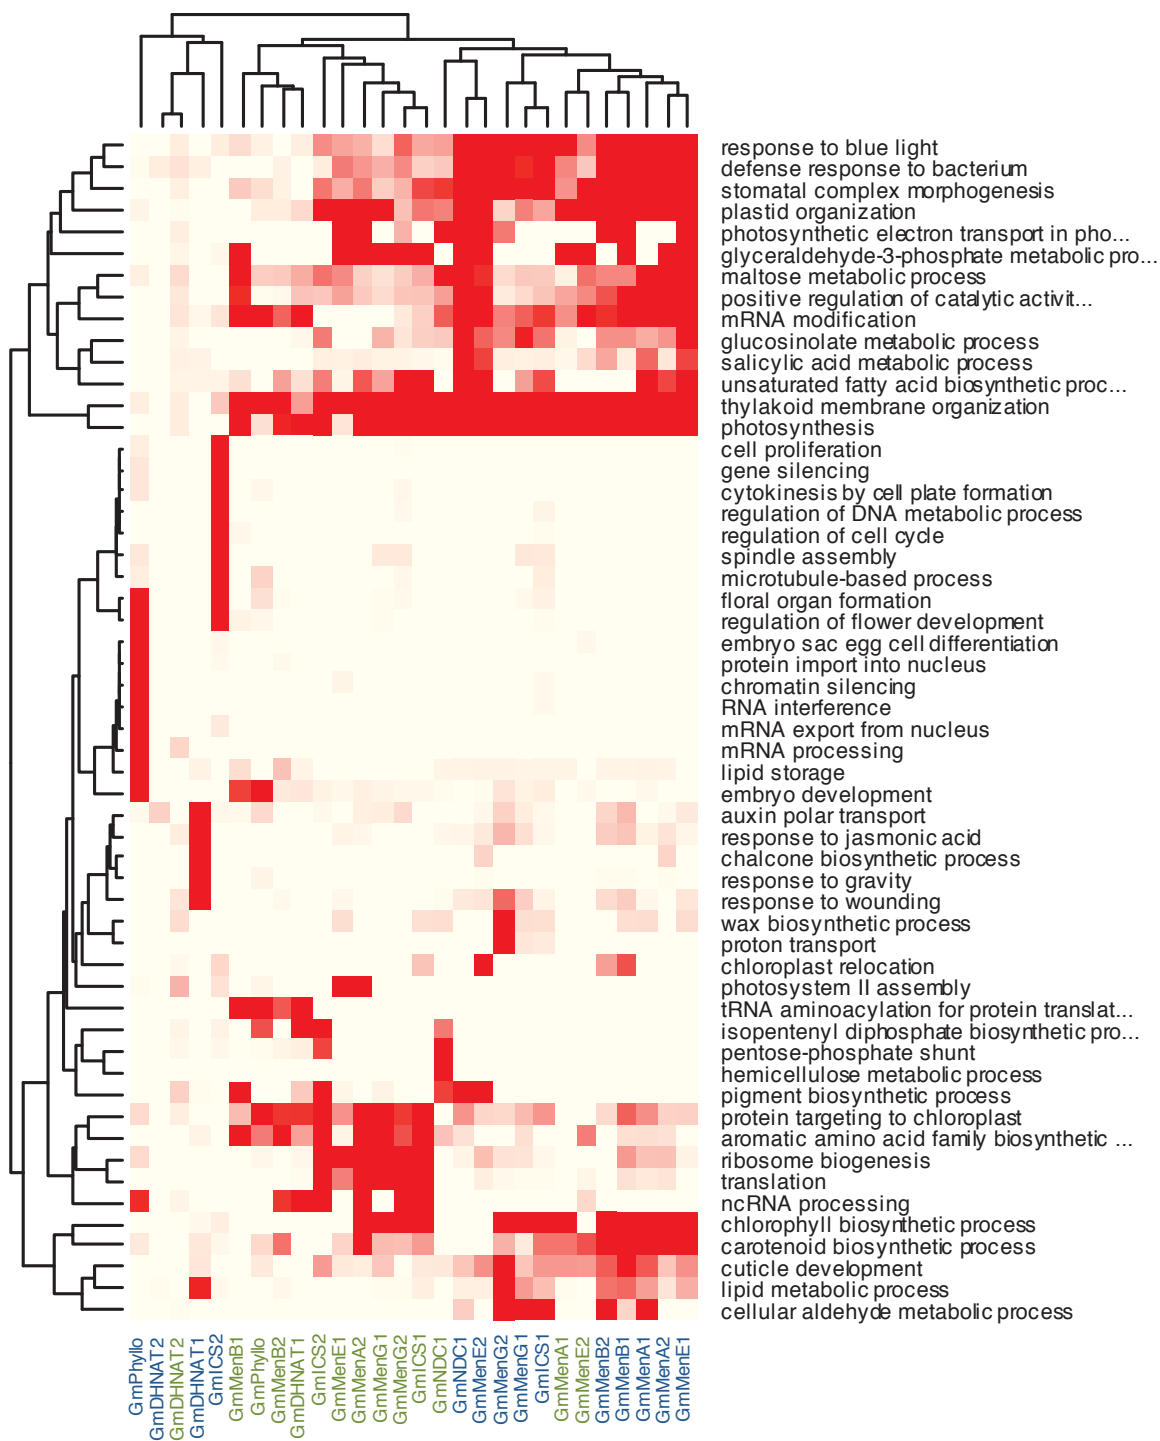 response to blue light
defense response to bacterium
stomatal complex morphogenesis
plastid organization
photosynthetic electron transport in pho...
glyceraldehyde-3-phosphate metabolic pro...
maltose metabolic process
positive regulation of catalytic activit...
mRNA modification
glucosinolate metabolic process
salicylic acid metabolic process
unsaturated fatty acid biosynthetic proc...
thylakoid membrane organization
photosynthesis
cell proliferation
gene silencing
cytokinesis by cell plate formation
regulation of DNA metabolic process
regulation of cell cycle
spindle assembly
microtubule-based process
floral organ formation
regulation of flower development
embryo sac egg cell differentiation
protein import into nucleus
chromatin silencing
RNA interference
mRNA export from nucleus
mRNA processing
lipid storage
embryo development
auxin polar transport
response to jasmonic acid
chalcone biosynthetic process
response to gravity
response to wounding
wax biosynthetic process
proton transport
chloroplast relocation
photosystem II assembly
tRNA aminoacylation for protein translat...
isopentenyl diphosphate biosynthetic pro...
pentose-phosphate shunt
hemicellulose metabolic process
pigment biosynthetic process
protein targeting to chloroplast
aromatic amino acid family biosynthetic ...
ribosome biogenesis
translation
ncRNA processing
chlorophyll biosynthetic process
carotenoid biosynthetic process
cuticle development
lipid metabolic process
cellular aldehyde metabolic process
GmPhyllo
GmDHNAT2
GmDHNAT2
GmDHNAT1
GmICS2
GmMenB1
GmPhyllo
GmMenB2
GmDHNAT1
GmICS2
GmMenE1
GmMenA2
GmMenG1
GmMenG2
GmICS1
GmNDC1
GmNDC1
GmMenE2
GmMenG2
GmMenG1
GmICS1
GmMenA1
GmMenE2
GmMenB2
GmMenB1
GmMenA1
GmMenA2
GmMenE1